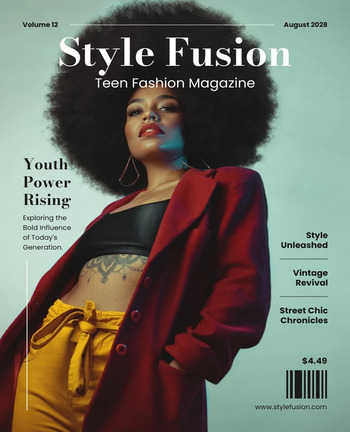 Volume 12
August 2028
Style Fusion
Teen Fashion Magazine
Youth
Power
Rising
Exploring the
Bold Influence
of Today's
Generation.
Style
Unleashed
Vintage
Revival
Street Chic
Chronicles
$4.49
www.stylefusion.com